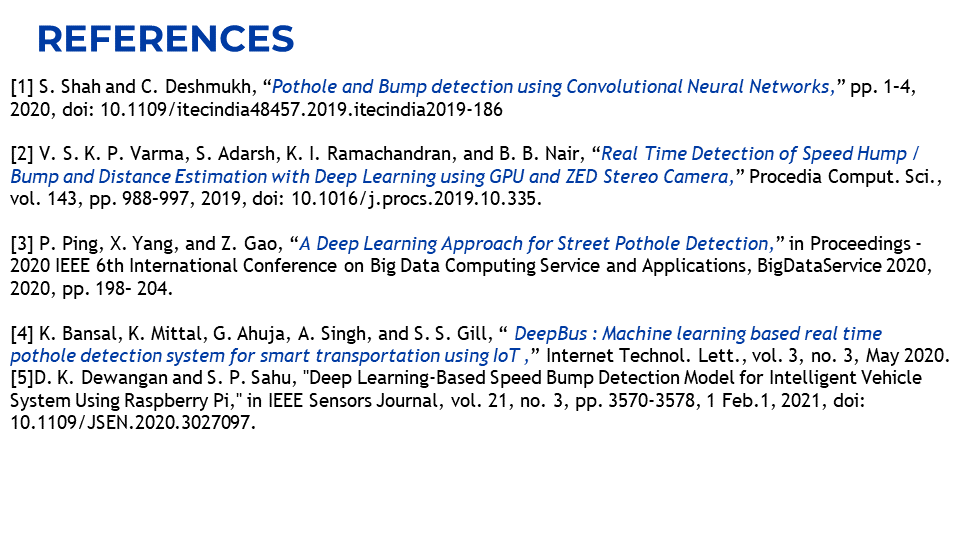 REFERENCES
[1] S. Shah and C. Deshmukh, “Pothole and Bump detection using Convolutional Neural Networks,” pp. 1–4,
2020, doi: 10.1109/itecindia48457.2019.itecindia2019-186
[2] V. S. K. P. Varma, S. Adarsh, K. I. Ramachandran, and B. B. Nair, “Real Time Detection of Speed Hump /
Bump and Distance Estimation with Deep Learning using GPU and ZED Stereo Camera,” Procedia Comput. Sci.,
vol. 143, pp. 988–997, 2019, doi: 10.1016/j.procs.2019.10.335.
[3] P. Ping, X. Yang, and Z. Gao, “A Deep Learning Approach for Street Pothole Detection,” in Proceedings -
2020 IEEE 6th International Conference on Big Data Computing Service and Applications, BigDataService 2020,
2020, pp. 198– 204.
[4] K. Bansal, K. Mittal, G. Ahuja, A. Singh, and S. S. Gill, “ DeepBus : Machine learning based real time
pothole detection system for smart transportation using IoT ,” Internet Technol. Lett., vol. 3, no. 3, May 2020.
[5]D. K. Dewangan and S. P. Sahu, "Deep Learning-Based Speed Bump Detection Model for Intelligent Vehicle
System Using Raspberry Pi," in IEEE Sensors Journal, vol. 21, no. 3, pp. 3570-3578, 1 Feb.1, 2021, doi:
10.1109/JSEN.2020.3027097.